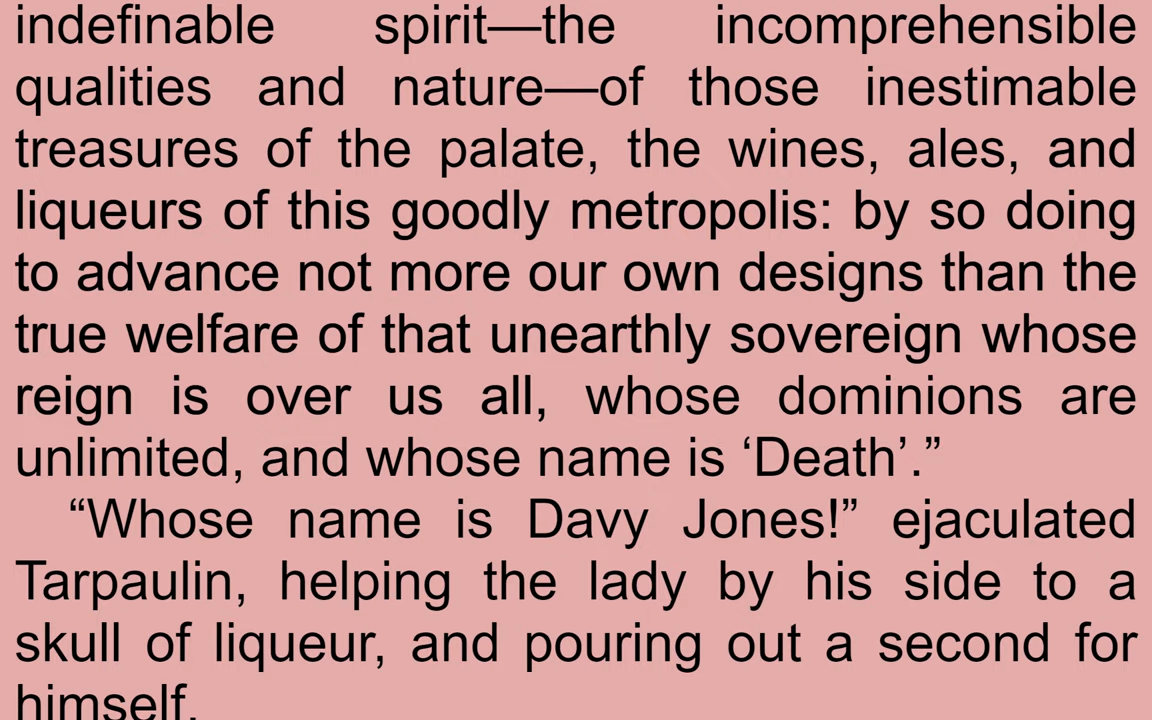 indefinable spirit—the incomprehensible
qualities and nature—of those inestimable
treasures of the palate, the wines, ales, and
liqueurs of this goodly metropolis: by so doing
to advance not more our own designs than the
true welfare of that unearthly sovereign whose
reign is over us all, whose dominions are
unlimited, and whose name is ‘Death’.”
“Whose name is Davy Jones!” ejaculated
Tarpaulin, helping the lady by his side to a
skull of liqueur, and pouring out a second for
himself.